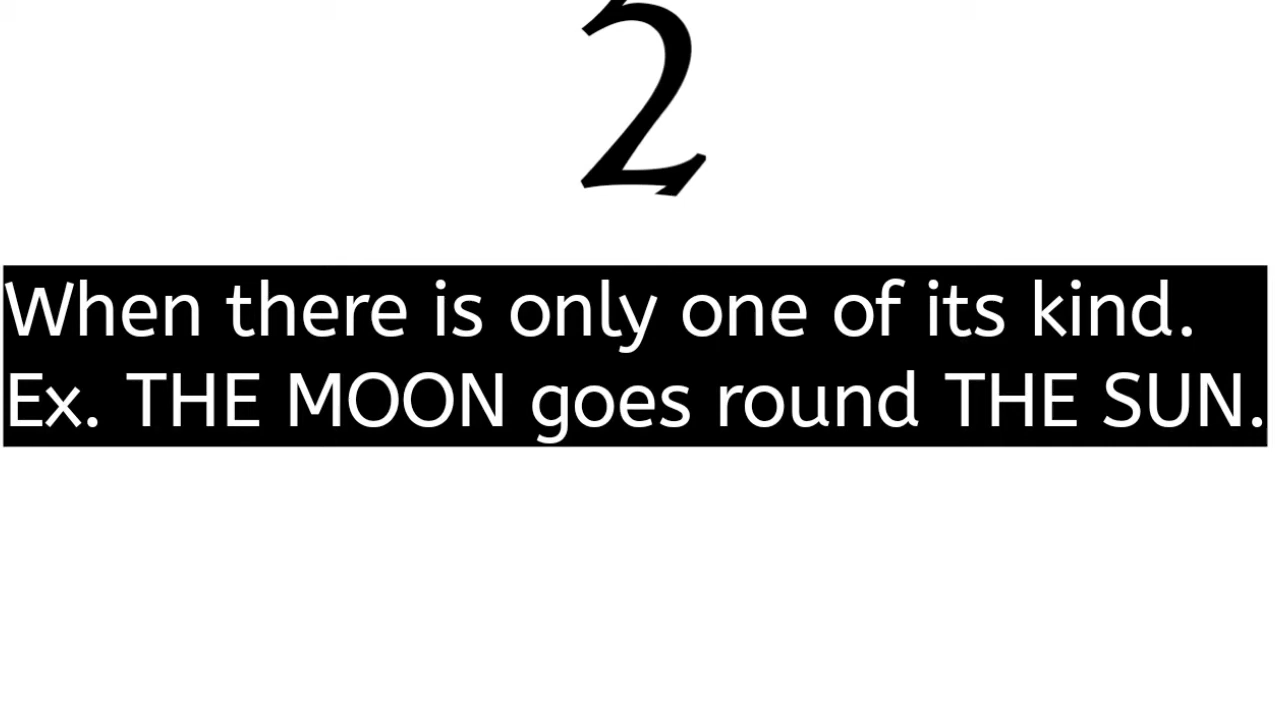 2
When there is only one of its kind.
Ex. THE MOON goes round THE SUN.